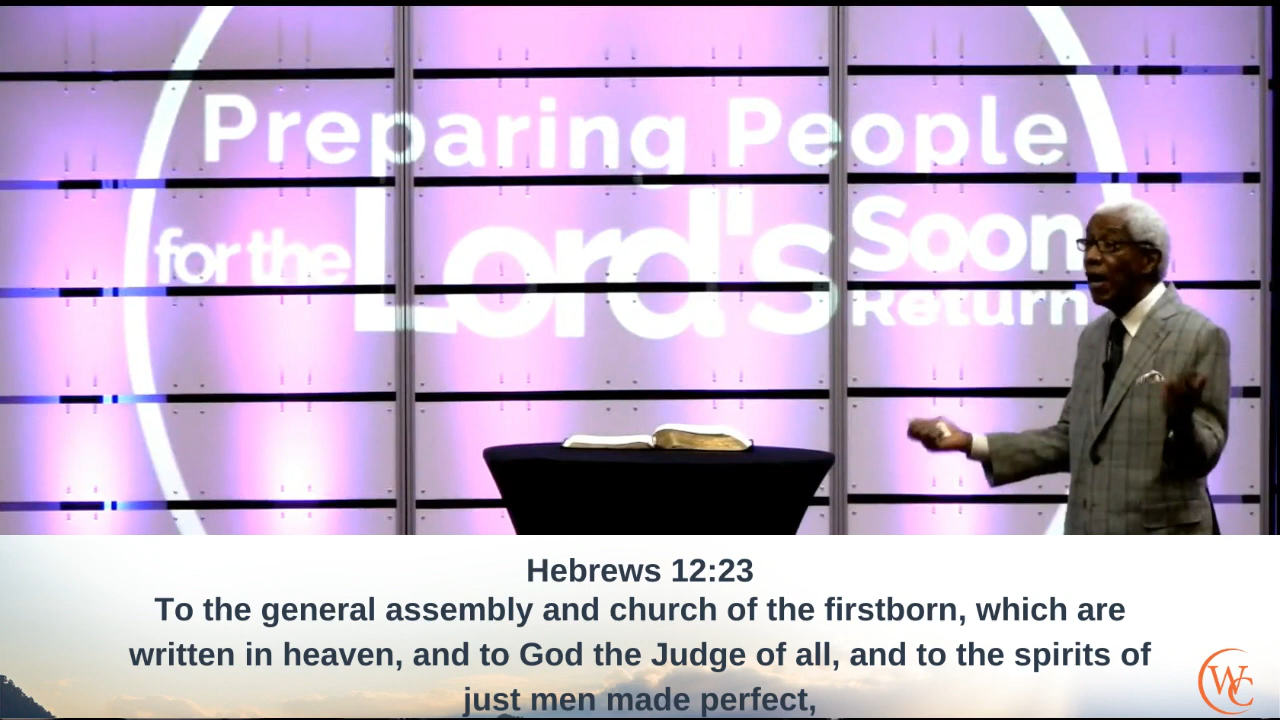 Preparing People
for the Lord's Soon
Return
Hebrews 12:23
To the general assembly and church of the firstborn, which are
written in heaven, and to God the Judge of all, and to the spirits of
just men made perfect,
WC